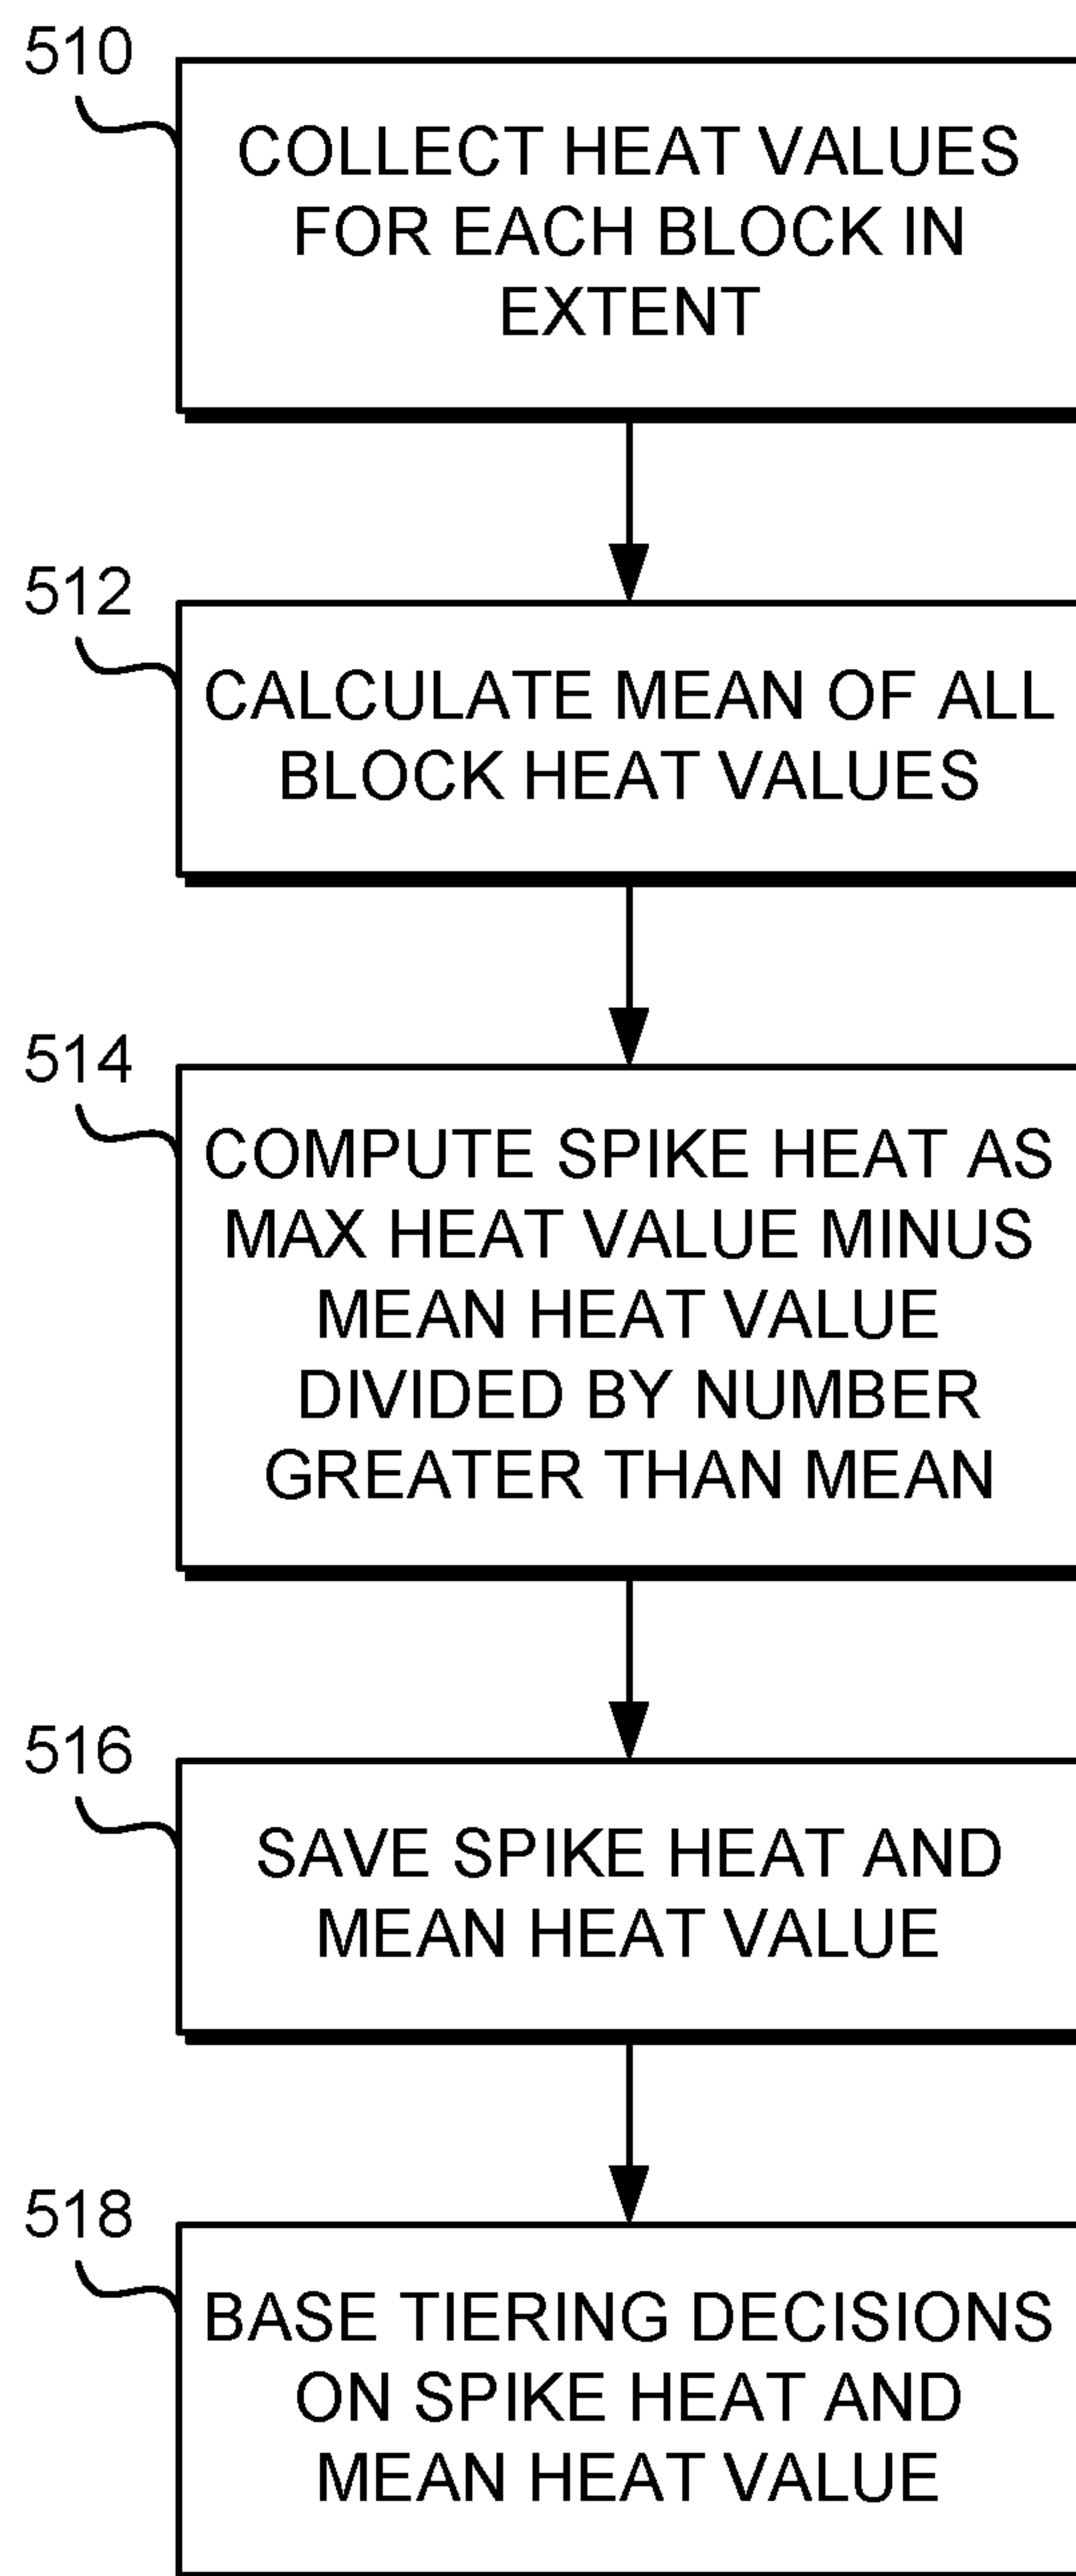 510
COLLECT HEAT VALUES
FOR EACH BLOCK IN
EXTENT
512
CALCULATE MEAN OF ALL
BLOCK HEAT VALUES
514
COMPUTE SPIKE HEAT AS
MAX HEAT VALUE MINUS
MEAN HEAT VALUE
DIVIDED BY NUMBER
GREATER THAN MEAN
516
SAVE SPIKE HEAT AND
MEAN HEAT VALUE
518
BASE TIERING DECISIONS
ON SPIKE HEAT AND
MEAN HEAT VALUE